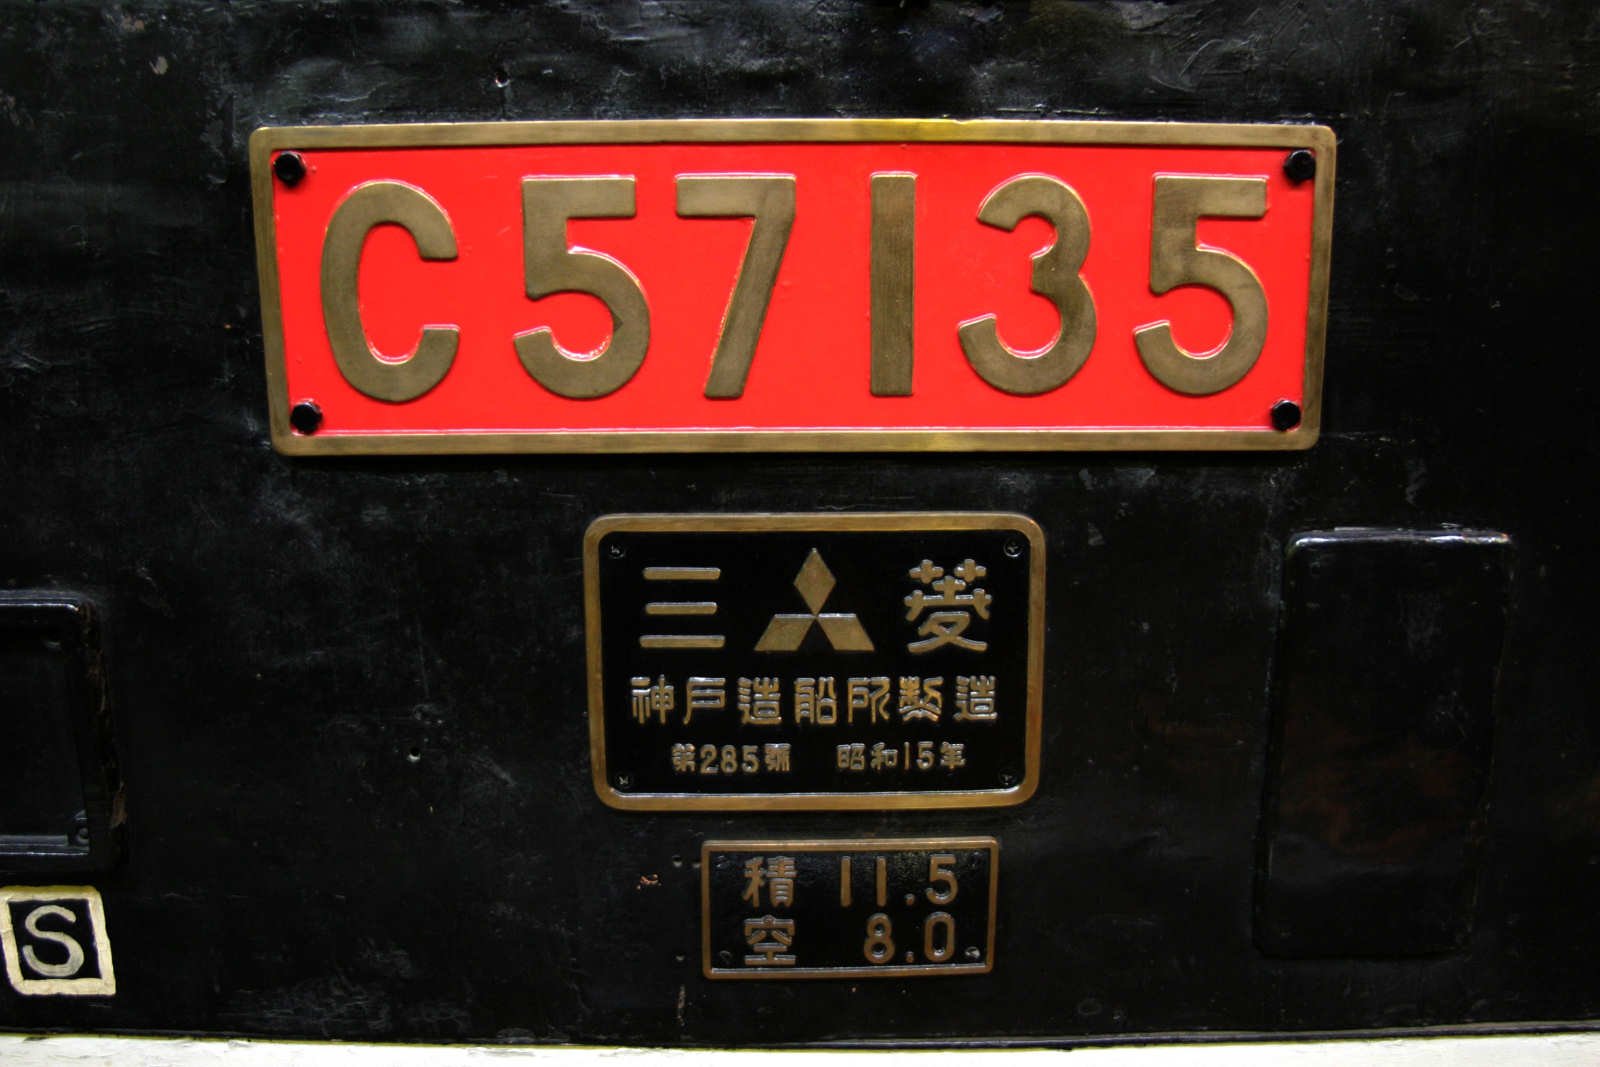 C57135
三菱
神戸造船所製造
第285號 昭和15年
積 11.5
空 8.0
S